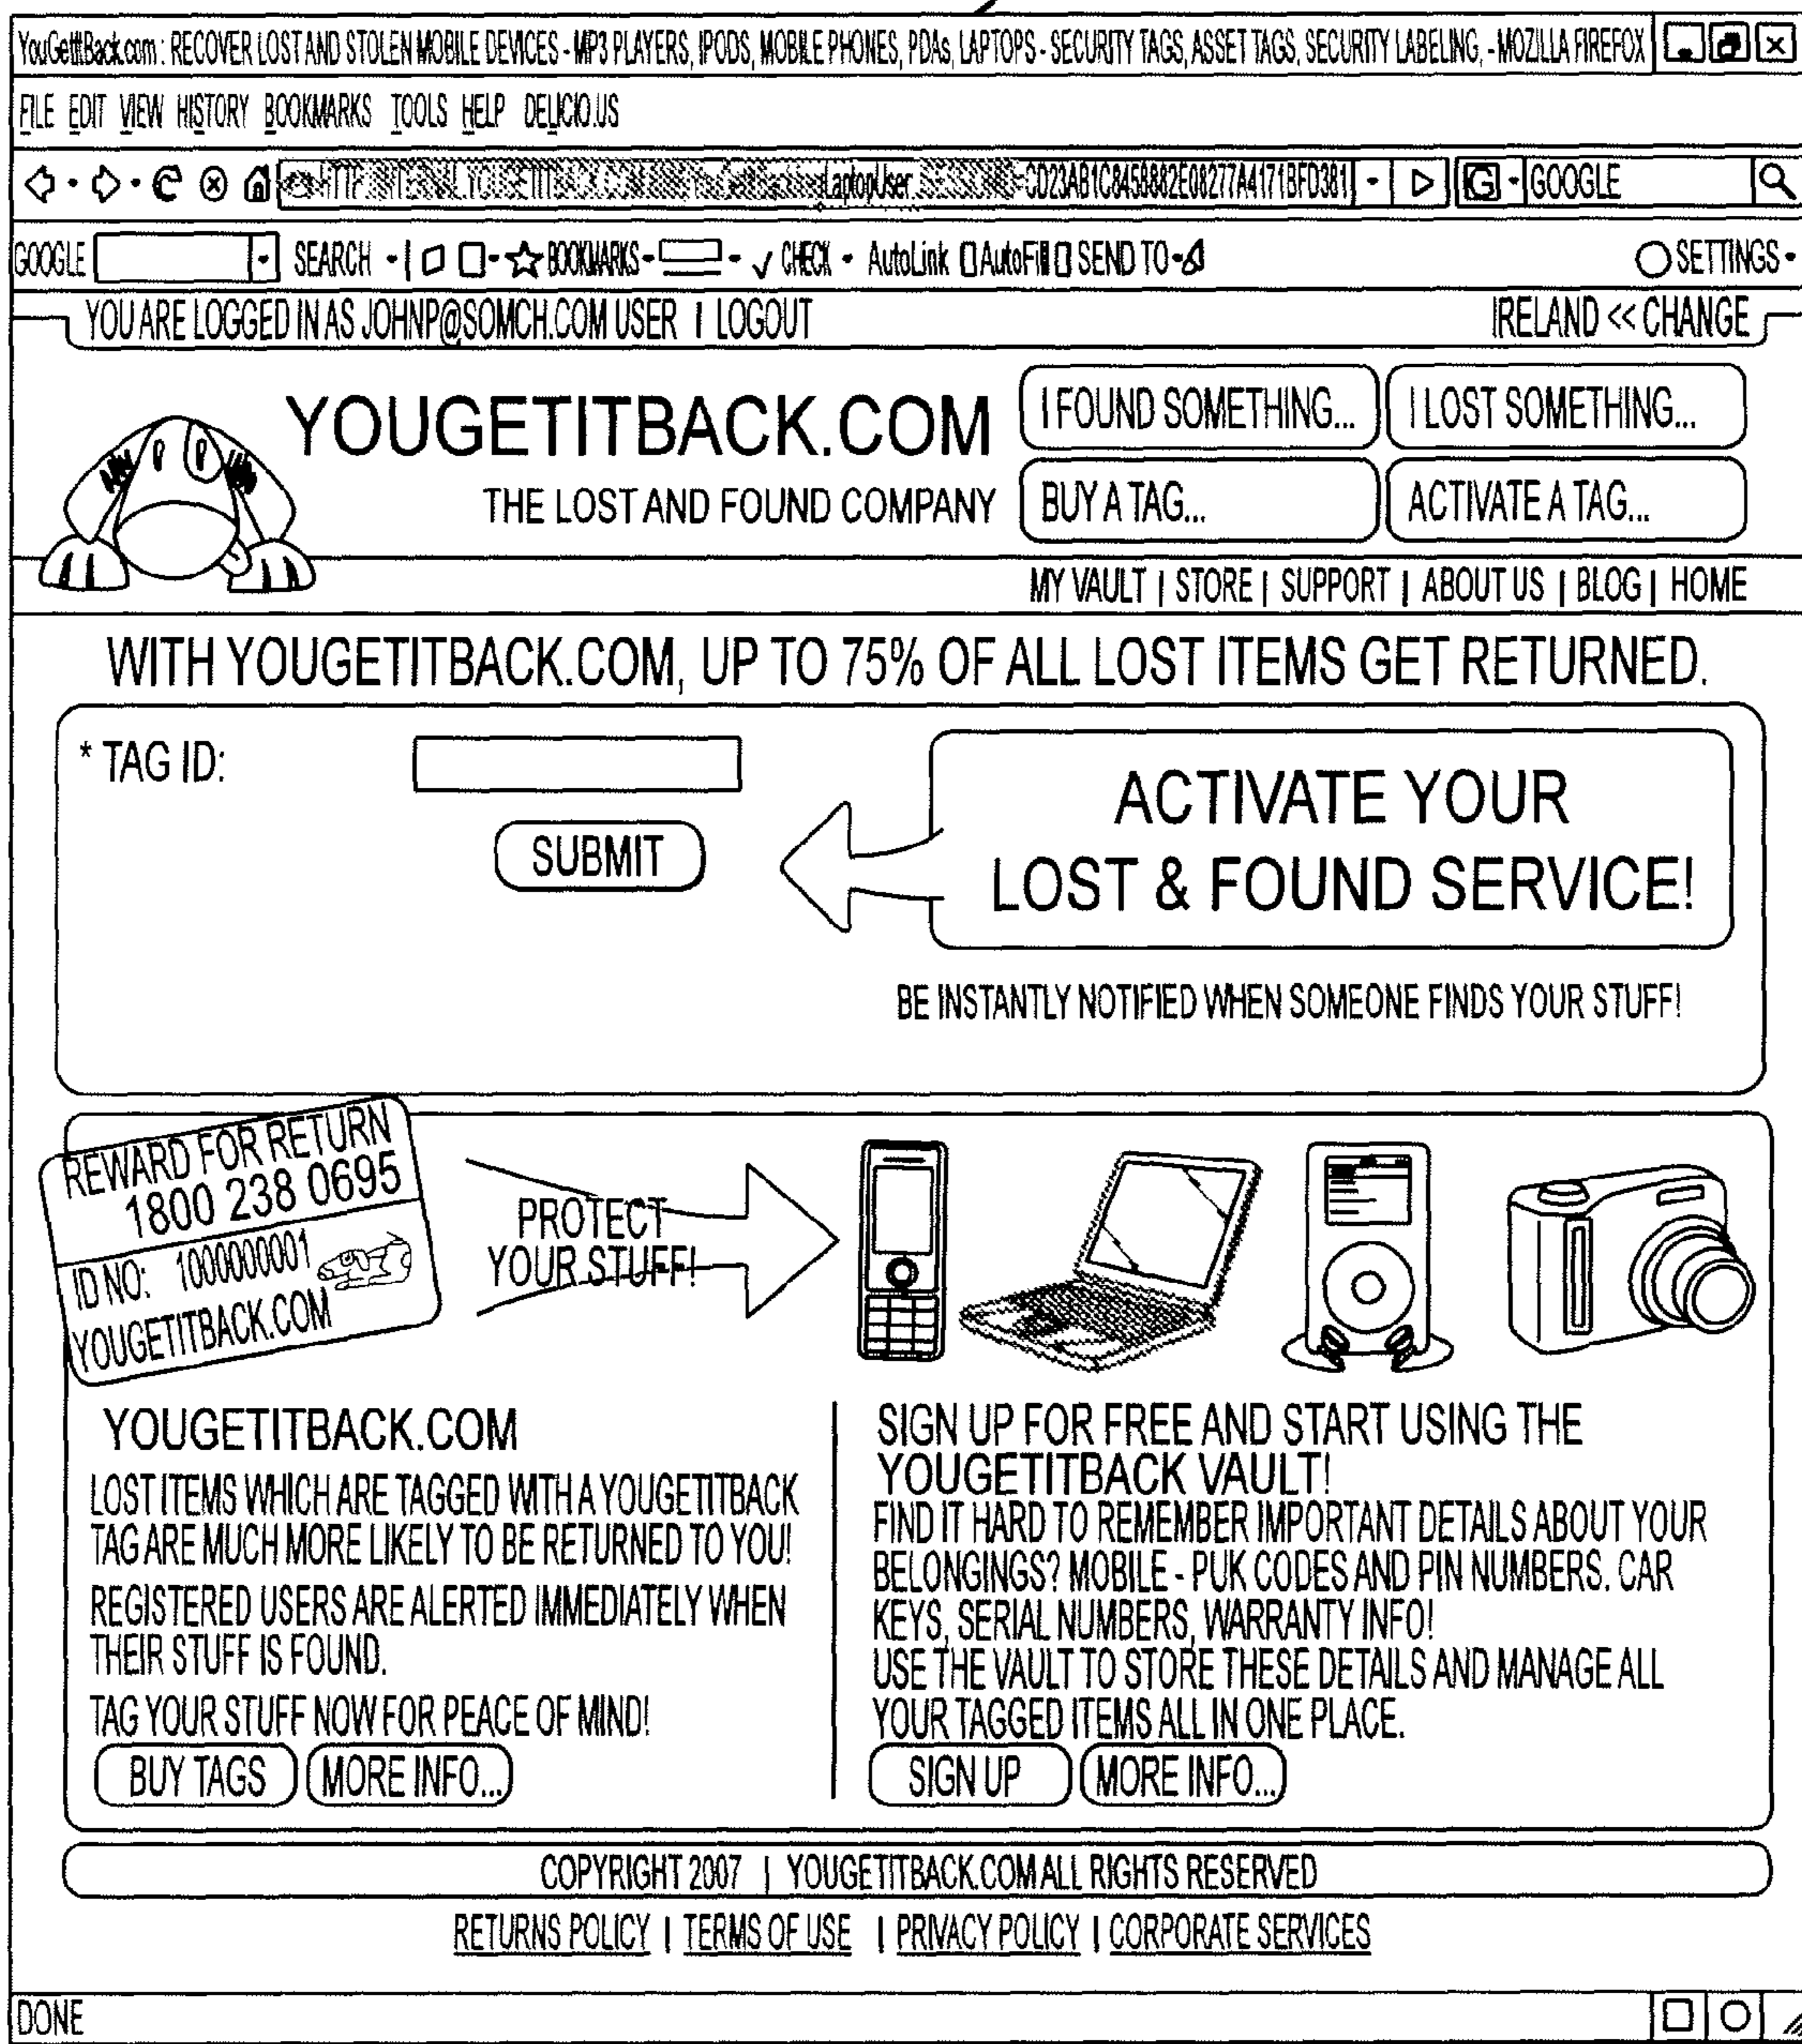 YouGetItBack.com : RECOVER LOST AND STOLEN MOBILE DEVICES - MP3 PLAYERS, IPODS, MOBILE PHONES, PDAs, LAPTOPS - SECURITY TAGS, ASSET TAGS, SECURITY LABELING, - MOZILLA FIREFOX
FILE EDIT VIEW HISTORY BOOKMARKS TOOLS HELP DELICIO.US
LaptopUser GOOGLE
GOOGLE SEARCH BOOKMARKS CHECK AutoLink AutoFill SEND TO SETTINGS
YOU ARE LOGGED IN AS JOHNP@SOMCH.COM USER | LOGOUT IRELAND << CHANGE
YOUGETITBACK.COM
THE LOST AND FOUND COMPANY
I FOUND SOMETHING... I LOST SOMETHING...
BUY A TAG... ACTIVATE A TAG...
MY VAULT | STORE | SUPPORT | ABOUT US | BLOG | HOME
WITH YOUGETITBACK.COM, UP TO 75% OF ALL LOST ITEMS GET RETURNED.
* TAG ID:
SUBMIT
ACTIVATE YOUR
LOST & FOUND SERVICE!
BE INSTANTLY NOTIFIED WHEN SOMEONE FINDS YOUR STUFF!
REWARD FOR RETURN
1800 238 0695
ID NO: 1000000001
YOUGETITBACK.COM
PROTECT
YOUR STUFF!
YOUGETITBACK.COM
LOST ITEMS WHICH ARE TAGGED WITH A YOUGETITBACK
TAG ARE MUCH MORE LIKELY TO BE RETURNED TO YOU!
REGISTERED USERS ARE ALERTED IMMEDIATELY WHEN
THEIR STUFF IS FOUND.
TAG YOUR STUFF NOW FOR PEACE OF MIND!
BUY TAGS MORE INFO...
SIGN UP FOR FREE AND START USING THE
YOUGETITBACK VAULT!
FIND IT HARD TO REMEMBER IMPORTANT DETAILS ABOUT YOUR
BELONGINGS? MOBILE - PUK CODES AND PIN NUMBERS. CAR
KEYS, SERIAL NUMBERS, WARRANTY INFO!
USE THE VAULT TO STORE THESE DETAILS AND MANAGE ALL
YOUR TAGGED ITEMS ALL IN ONE PLACE.
SIGN UP MORE INFO...
COPYRIGHT 2007 | YOUGETITBACK.COM ALL RIGHTS RESERVED
RETURNS POLICY | TERMS OF USE | PRIVACY POLICY | CORPORATE SERVICES
DONE